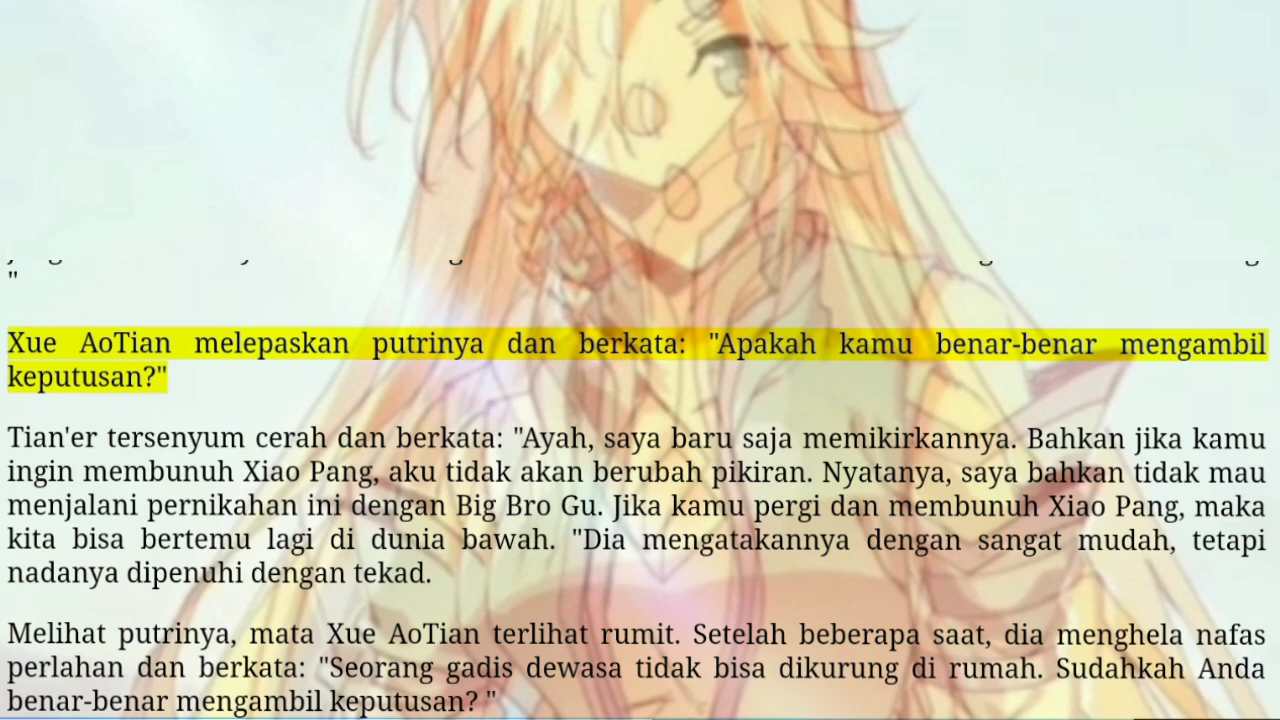 "
Xue AoTian melepaskan putrinya dan berkata: "Apakah kamu benar-benar mengambil
keputusan?"
Tian'er tersenyum cerah dan berkata: "Ayah, saya baru saja memikirkannya. Bahkan jika kamu
ingin membunuh Xiao Pang, aku tidak akan berubah pikiran. Nyatanya, saya bahkan tidak mau
menjalani pernikahan ini dengan Big Bro Gu. Jika kamu pergi dan membunuh Xiao Pang, maka
kita bisa bertemu lagi di dunia bawah. "Dia mengatakannya dengan sangat mudah, tetapi
nadanya dipenuhi dengan tekad.
Melihat putrinya, mata Xue AoTian terlihat rumit. Setelah beberapa saat, dia menghela nafas
perlahan dan berkata: "Seorang gadis dewasa tidak bisa dikurung di rumah. Sudahkah Anda
benar-benar mengambil keputusan? "